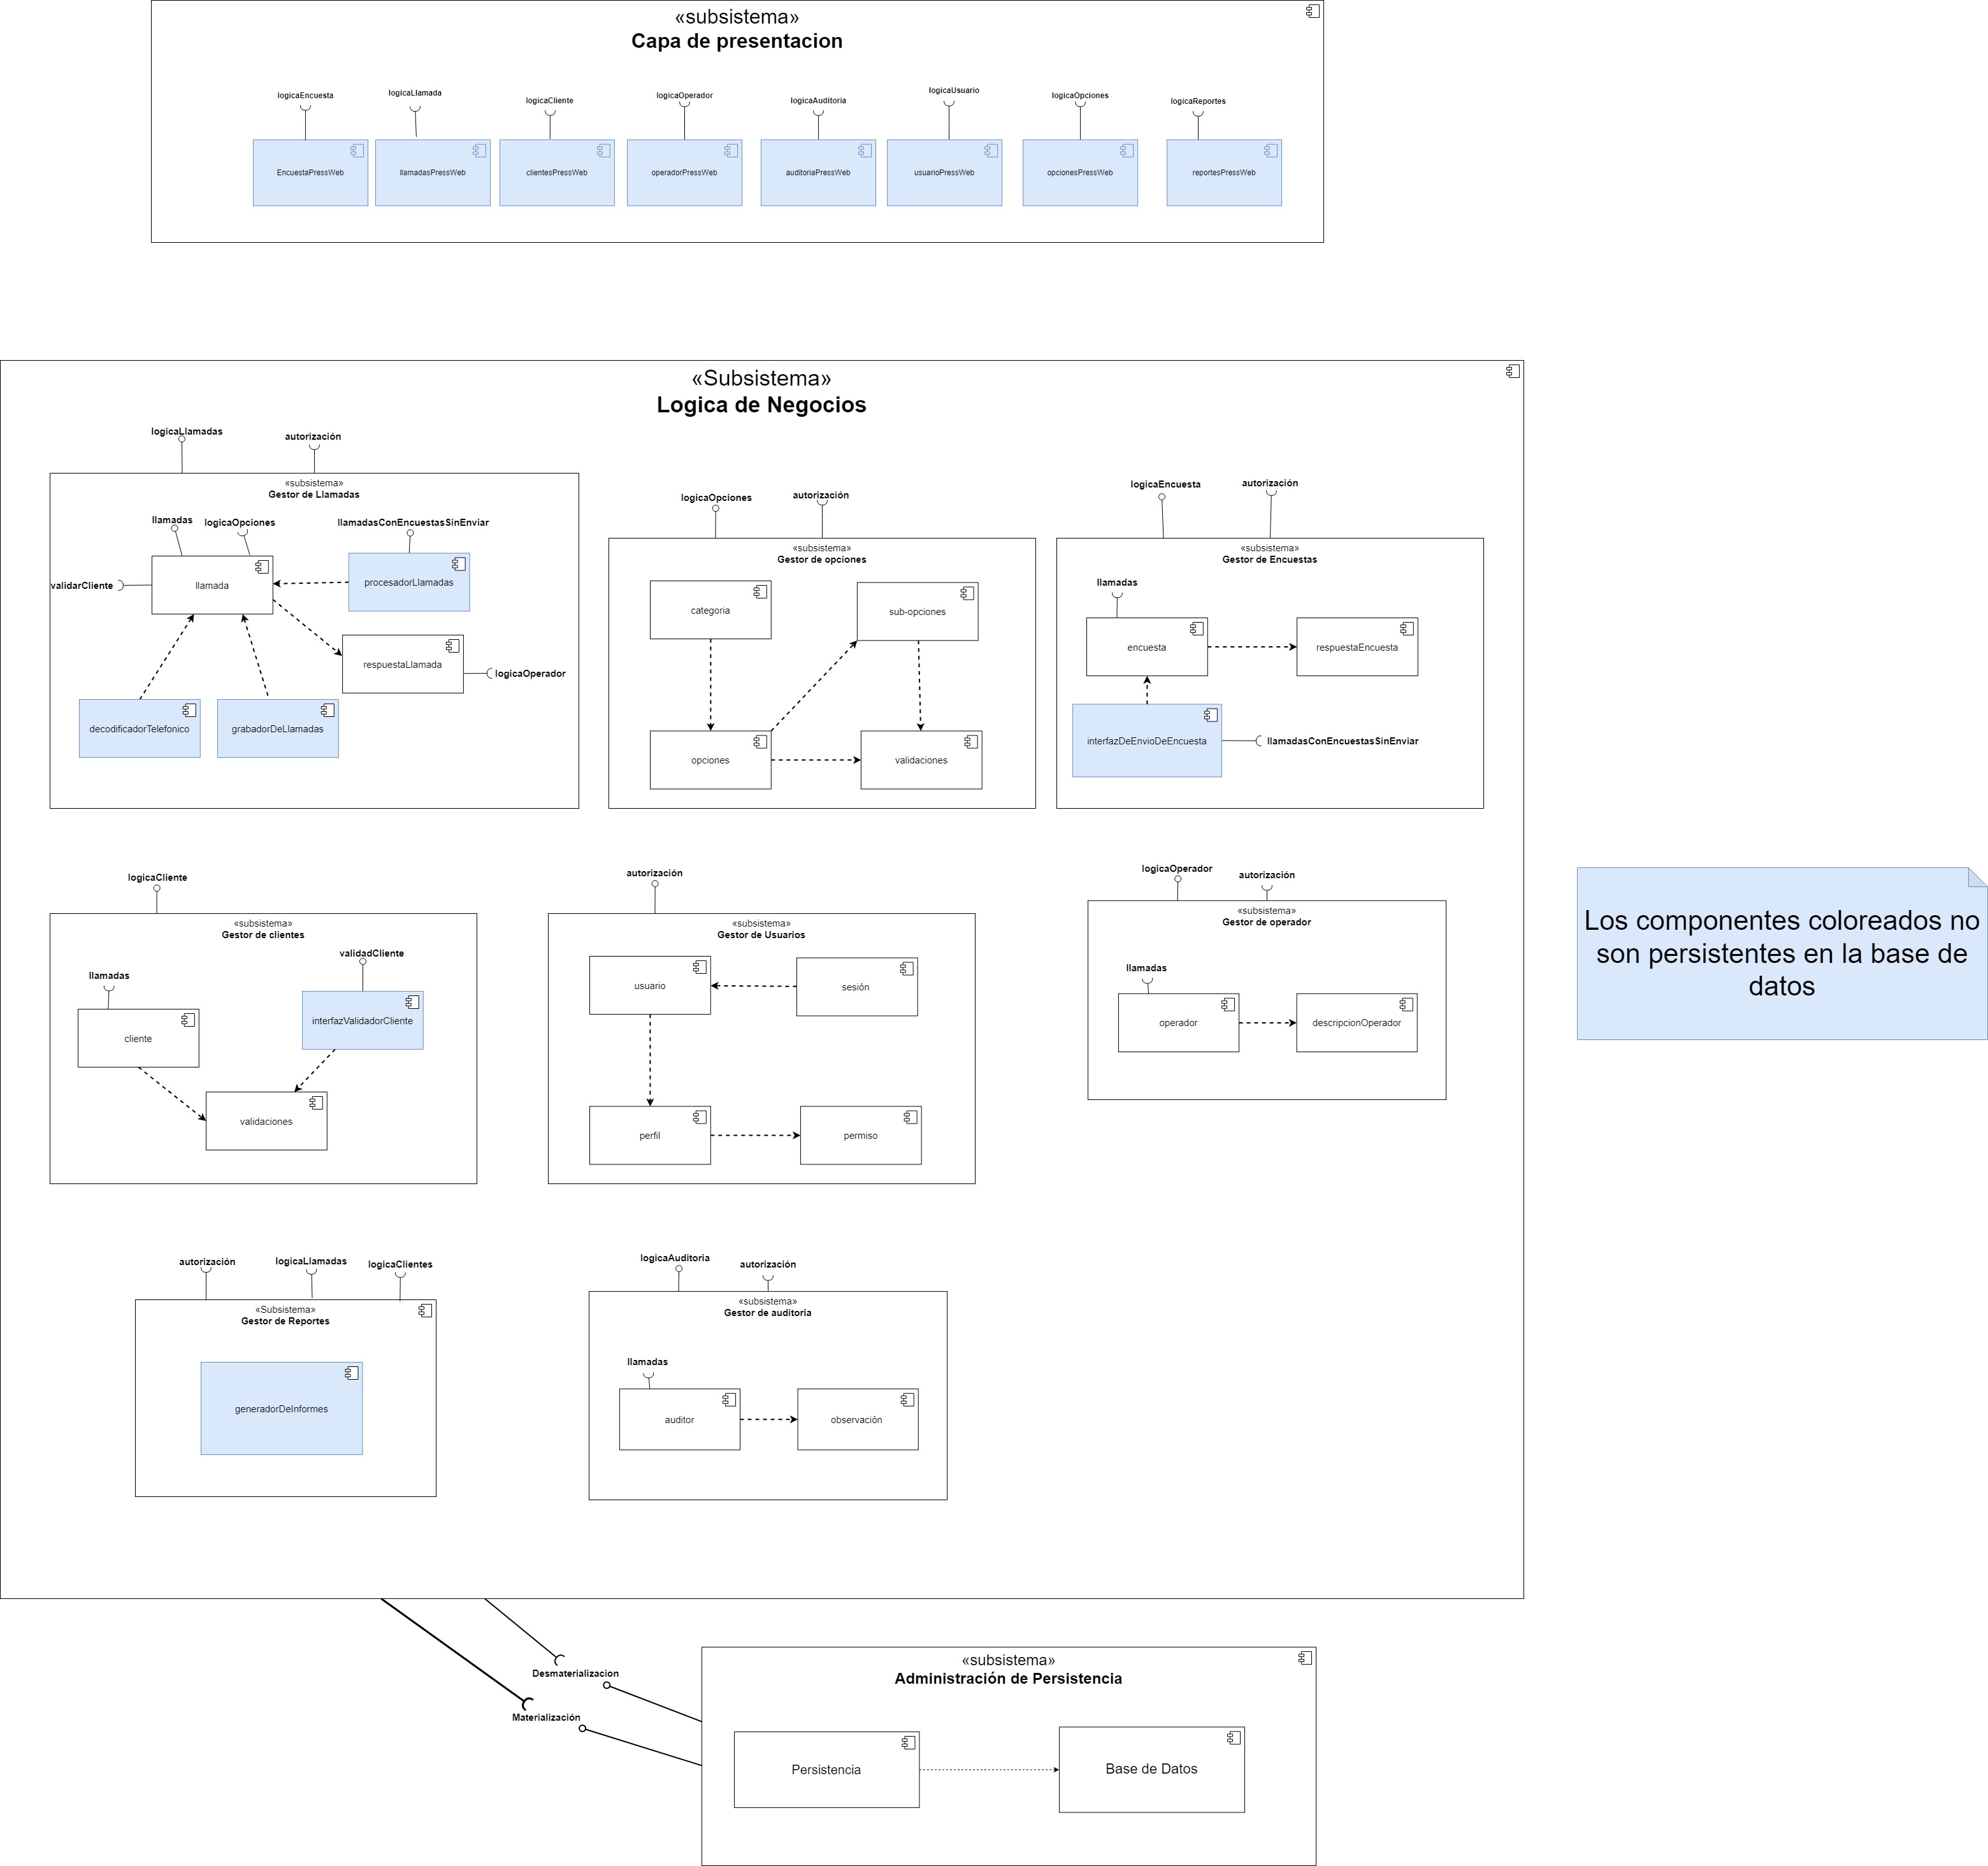 «subsistema»
Capa de presentacion
logicaEncuesta
logicaLlamada
logicaCliente
logicaOperador
logicaAuditoria
logicaUsuario
logicaOpciones
logicaReportes
EncuestaPressWeb
llamadasPressWeb
clientesPressWeb
operadorPressWeb
auditoriaPressWeb
usuarioPressWeb
opcionesPressWeb
reportesPressWeb
«Subsistema»
Logica de Negocios
logicaLlamadas
autorización
«subsistema»
Gestor de Llamadas
llamadas
logicaOpciones
llamadasConEncuestasSinEnviar
validarCliente
llamada
procesadorLlamadas
respuestaLlamada
logicaOperador
decodificadorTelefonico
grabadorDeLlamadas
logicaOpciones
autorización
«subsistema»
Gestor de opciones
categoria
sub-opciones
opciones
validaciones
logicaEncuesta
autorización
«subsistema»
Gestor de Encuestas
llamadas
encuesta
respuestaEncuesta
interfazDeEnvioDeEncuesta
llamadasConEncuestasSinEnviar
logicaCliente
«subsistema»
Gestor de clientes
validadCliente
llamadas
interfazValidadorCliente
cliente
validaciones
autorización
«subsistema»
Gestor de Usuarios
usuario
sesión
perfil
permiso
logicaOperador
autorización
«subsistema»
Gestor de operador
llamadas
operador
descripcionOperador
Los componentes coloreados no
son persistentes en la base de
datos
autorización
logicaLlamadas
logicaClientes
«Subsistema»
Gestor de Reportes
generadorDeInformes
logicaAuditoria
autorización
«subsistema»
Gestor de auditoria
llamadas
auditor
observación
Desmaterializacion
Materialización
«subsistema»
Administración de Persistencia
Persistencia
Base de Datos